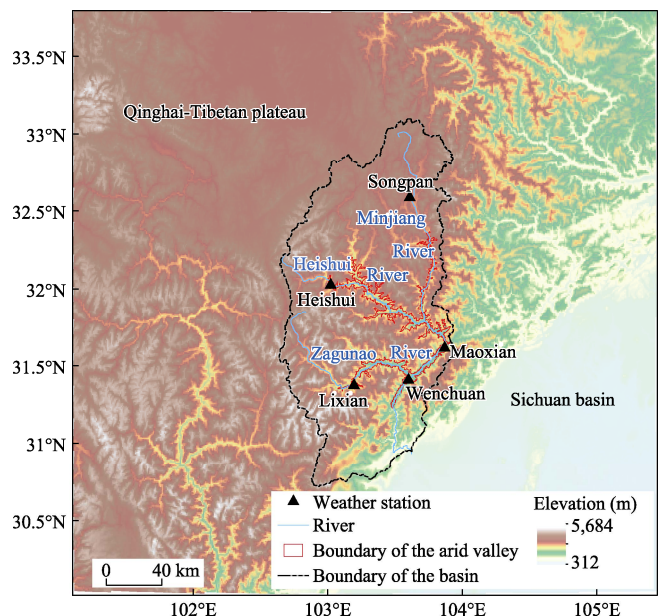 33.5°N
Qinghai-Tibetan plateau
33°N
Songpan
32.5°N
Minjiang
River
Heishui
River
32°N
Heishui
31.5°N
Zagunao
River
Maoxian
Lixian
Wenchuan
Sichuan basin
31°N
30.5°N
Weather station
River
Boundary of the arid valley
Boundary of the basin
Elevation (m)
5,684
312
0 40 km
102°E
103°E
104°E
105°E